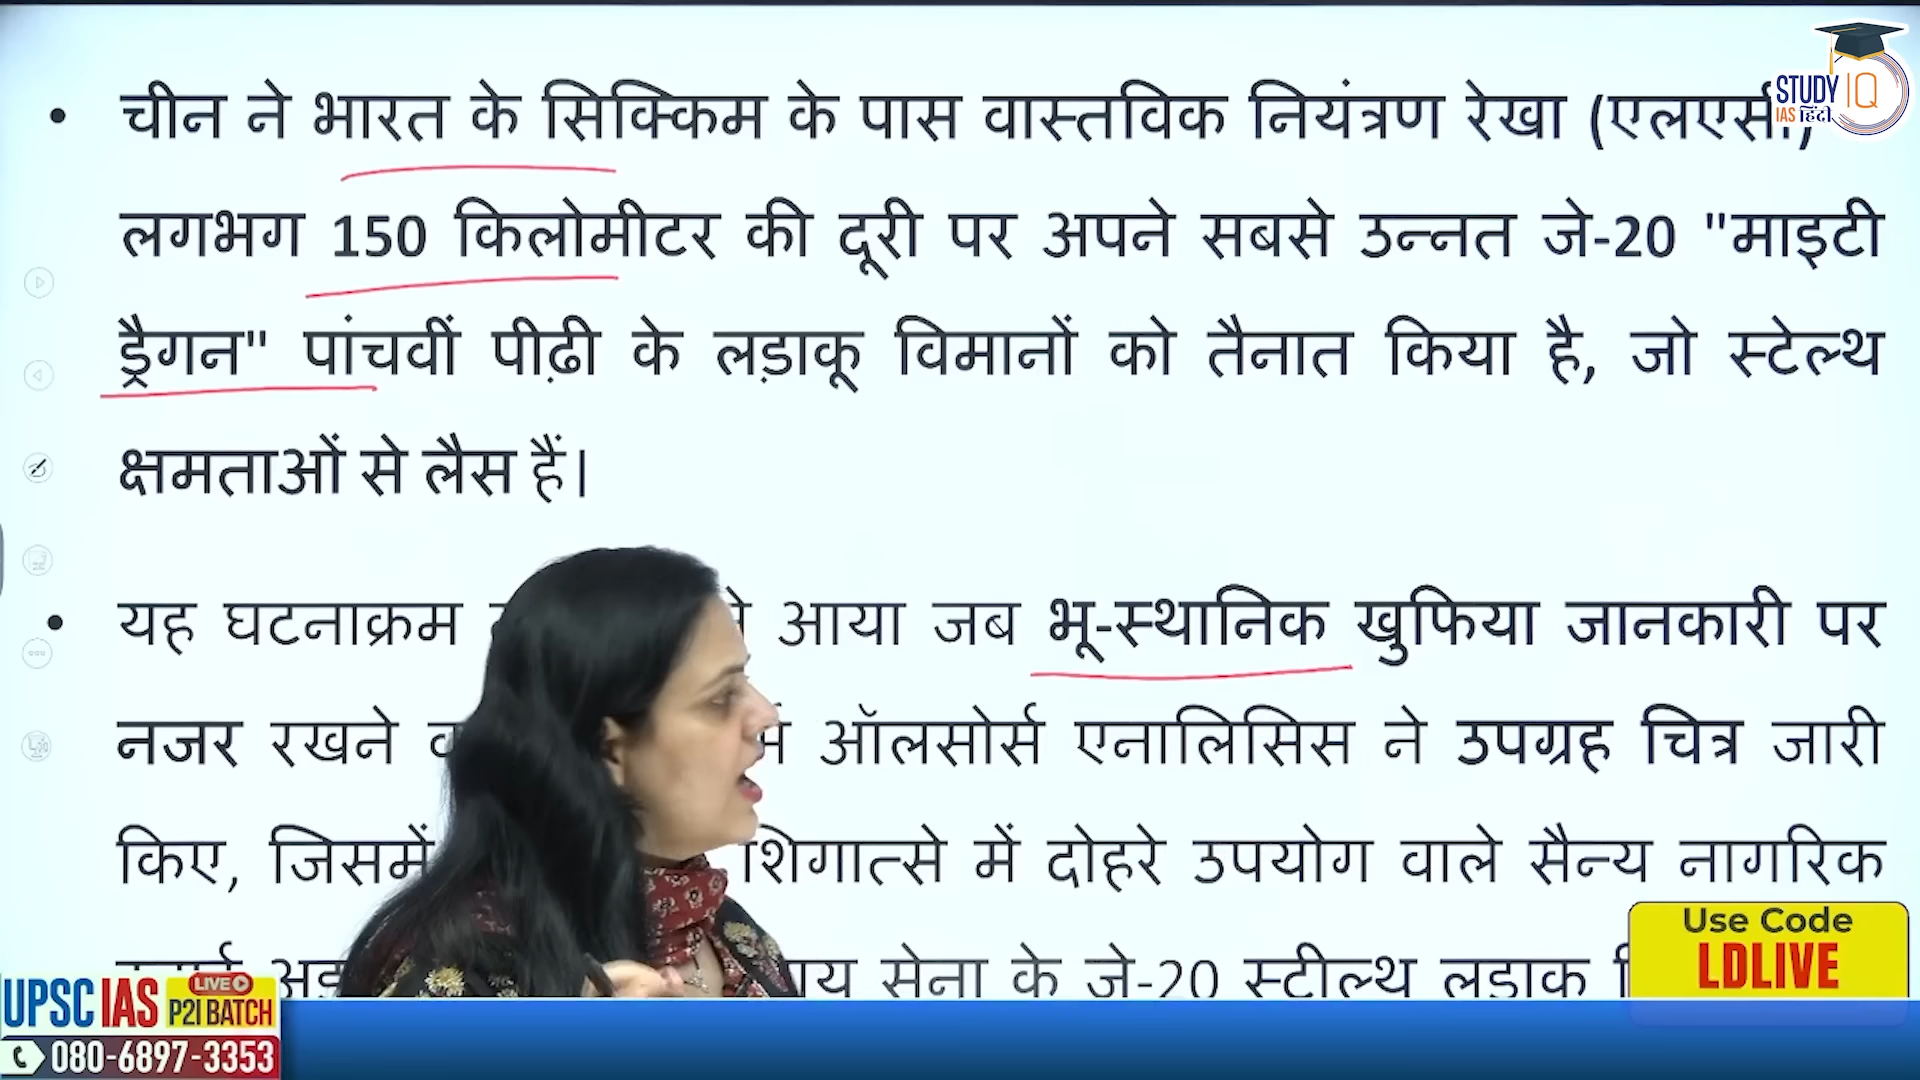 चीन ने भारत के सिक्किम के पास वास्तविक नियंत्रण रेखा (एलएसी)
लगभग 150 किलोमीटर की दूरी पर अपने सबसे उन्नत जे-20 "माइटी
ड्रैगन" पांचवीं पीढ़ी के लड़ाकू विमानों को तैनात किया है, जो स्टेल्थ
क्षमताओं से लैस हैं।
यह घटनाक्रम आया जब भू-स्थानिक खुफिया जानकारी पर
नजर रखने ऑलसोर्स एनालिसिस ने उपग्रह चित्र जारी
किए, जिसमें शिगात्से में दोहरे उपयोग वाले सैन्य नागरिक
सेना के जे-20 स्टील्थ लड़ाकू
STUDY IQ
IAS हिंदी
Use Code
LDLIVE
UPSC IAS LIVE
P2I BATCH
080-6897-3353